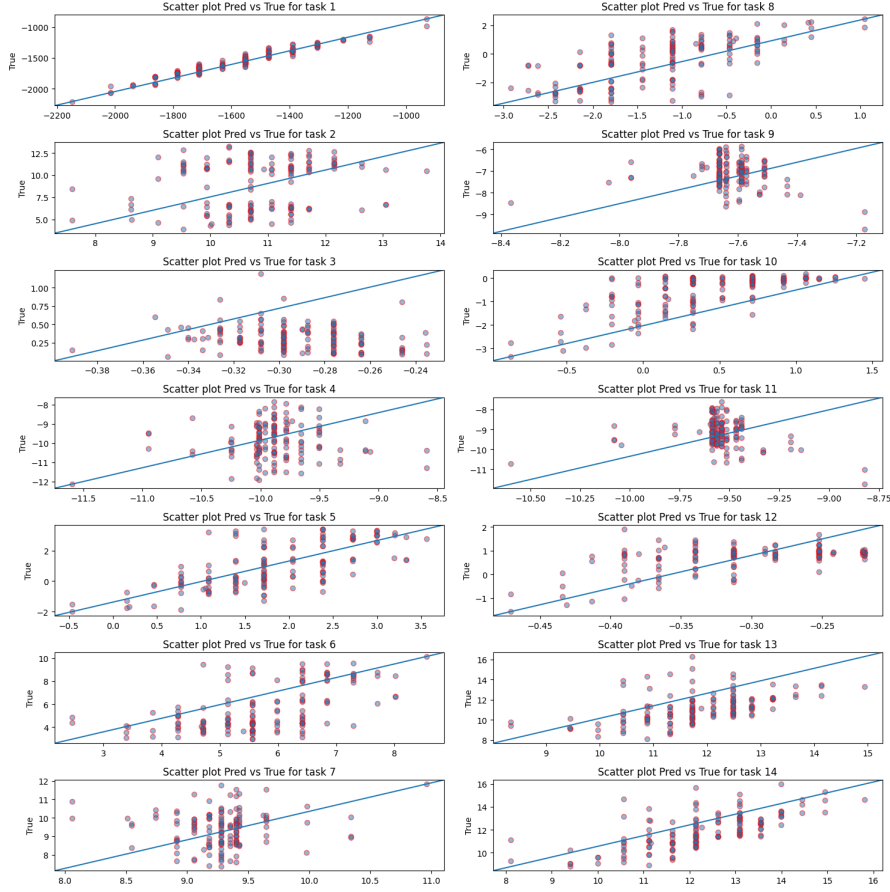 Scatter plot Pred vs True for task 1
True
−1000
−1500
−2000
−2200 −2000 −1800 −1600 −1400 −1200 −1000
Scatter plot Pred vs True for task 8
True
2
0
−2
−3.0 −2.5 −2.0 −1.5 −1.0 −0.5 0.0 0.5 1.0
Scatter plot Pred vs True for task 2
True
12.5
10.0
7.5
5.0
8 9 10 11 12 13 14
Scatter plot Pred vs True for task 9
True
−6
−7
−8
−9
−8.4 −8.2 −8.0 −7.8 −7.6 −7.4 −7.2
Scatter plot Pred vs True for task 3
True
1.00
0.75
0.50
0.25
−0.38 −0.36 −0.34 −0.32 −0.30 −0.28 −0.26 −0.24
Scatter plot Pred vs True for task 10
True
0
−1
−2
−3
−0.5 0.0 0.5 1.0 1.5
Scatter plot Pred vs True for task 4
True
−8
−9
−10
−11
−12
−11.5 −11.0 −10.5 −10.0 −9.5 −9.0 −8.5
Scatter plot Pred vs True for task 11
True
−8
−9
−10
−11
−10.50 −10.25 −10.00 −9.75 −9.50 −9.25 −9.00 −8.75
Scatter plot Pred vs True for task 5
True
2
0
−2
−0.5 0.0 0.5 1.0 1.5 2.0 2.5 3.0 3.5
Scatter plot Pred vs True for task 12
True
2
1
0
−1
−0.45 −0.40 −0.35 −0.30 −0.25
Scatter plot Pred vs True for task 6
True
10
8
6
4
3 4 5 6 7 8
Scatter plot Pred vs True for task 13
True
16
14
12
10
8
9 10 11 12 13 14 15
Scatter plot Pred vs True for task 7
True
12
11
10
9
8
8.0 8.5 9.0 9.5 10.0 10.5 11.0
Scatter plot Pred vs True for task 14
True
16
14
12
10
8 9 10 11 12 13 14 15 16